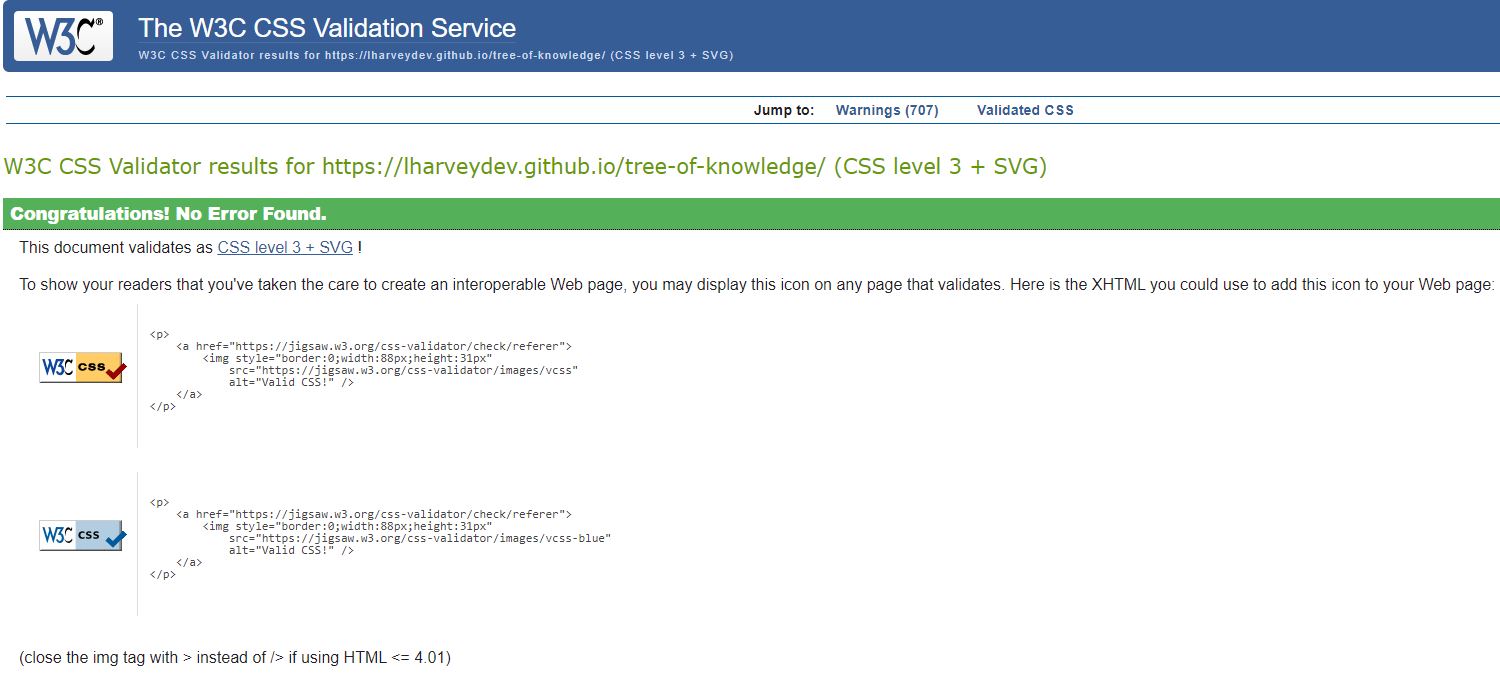 W3C®
The W3C CSS Validation Service
W3C CSS Validator results for https://lharveydev.github.io/tree-of-knowledge/ (CSS level 3 + SVG)
Jump to: Warnings (707) Validated CSS
W3C CSS Validator results for https://lharveydev.github.io/tree-of-knowledge/ (CSS level 3 + SVG)
Congratulations! No Error Found.
This document validates as CSS level 3 + SVG !
To show your readers that you've taken the care to create an interoperable Web page, you may display this icon on any page that validates. Here is the XHTML you could use to add this icon to your Web page:
W3C css
<p>
<a href="https://jigsaw.w3.org/css-validator/check/referer">
<img style="border:0;width:88px;height:31px"
src="https://jigsaw.w3.org/css-validator/images/vcss"
alt="Valid CSS!" />
</a>
</p>
W3C css
<p>
<a href="https://jigsaw.w3.org/css-validator/check/referer">
<img style="border:0;width:88px;height:31px"
src="https://jigsaw.w3.org/css-validator/images/vcss-blue"
alt="Valid CSS!" />
</a>
</p>
(close the img tag with > instead of /> if using HTML <= 4.01)